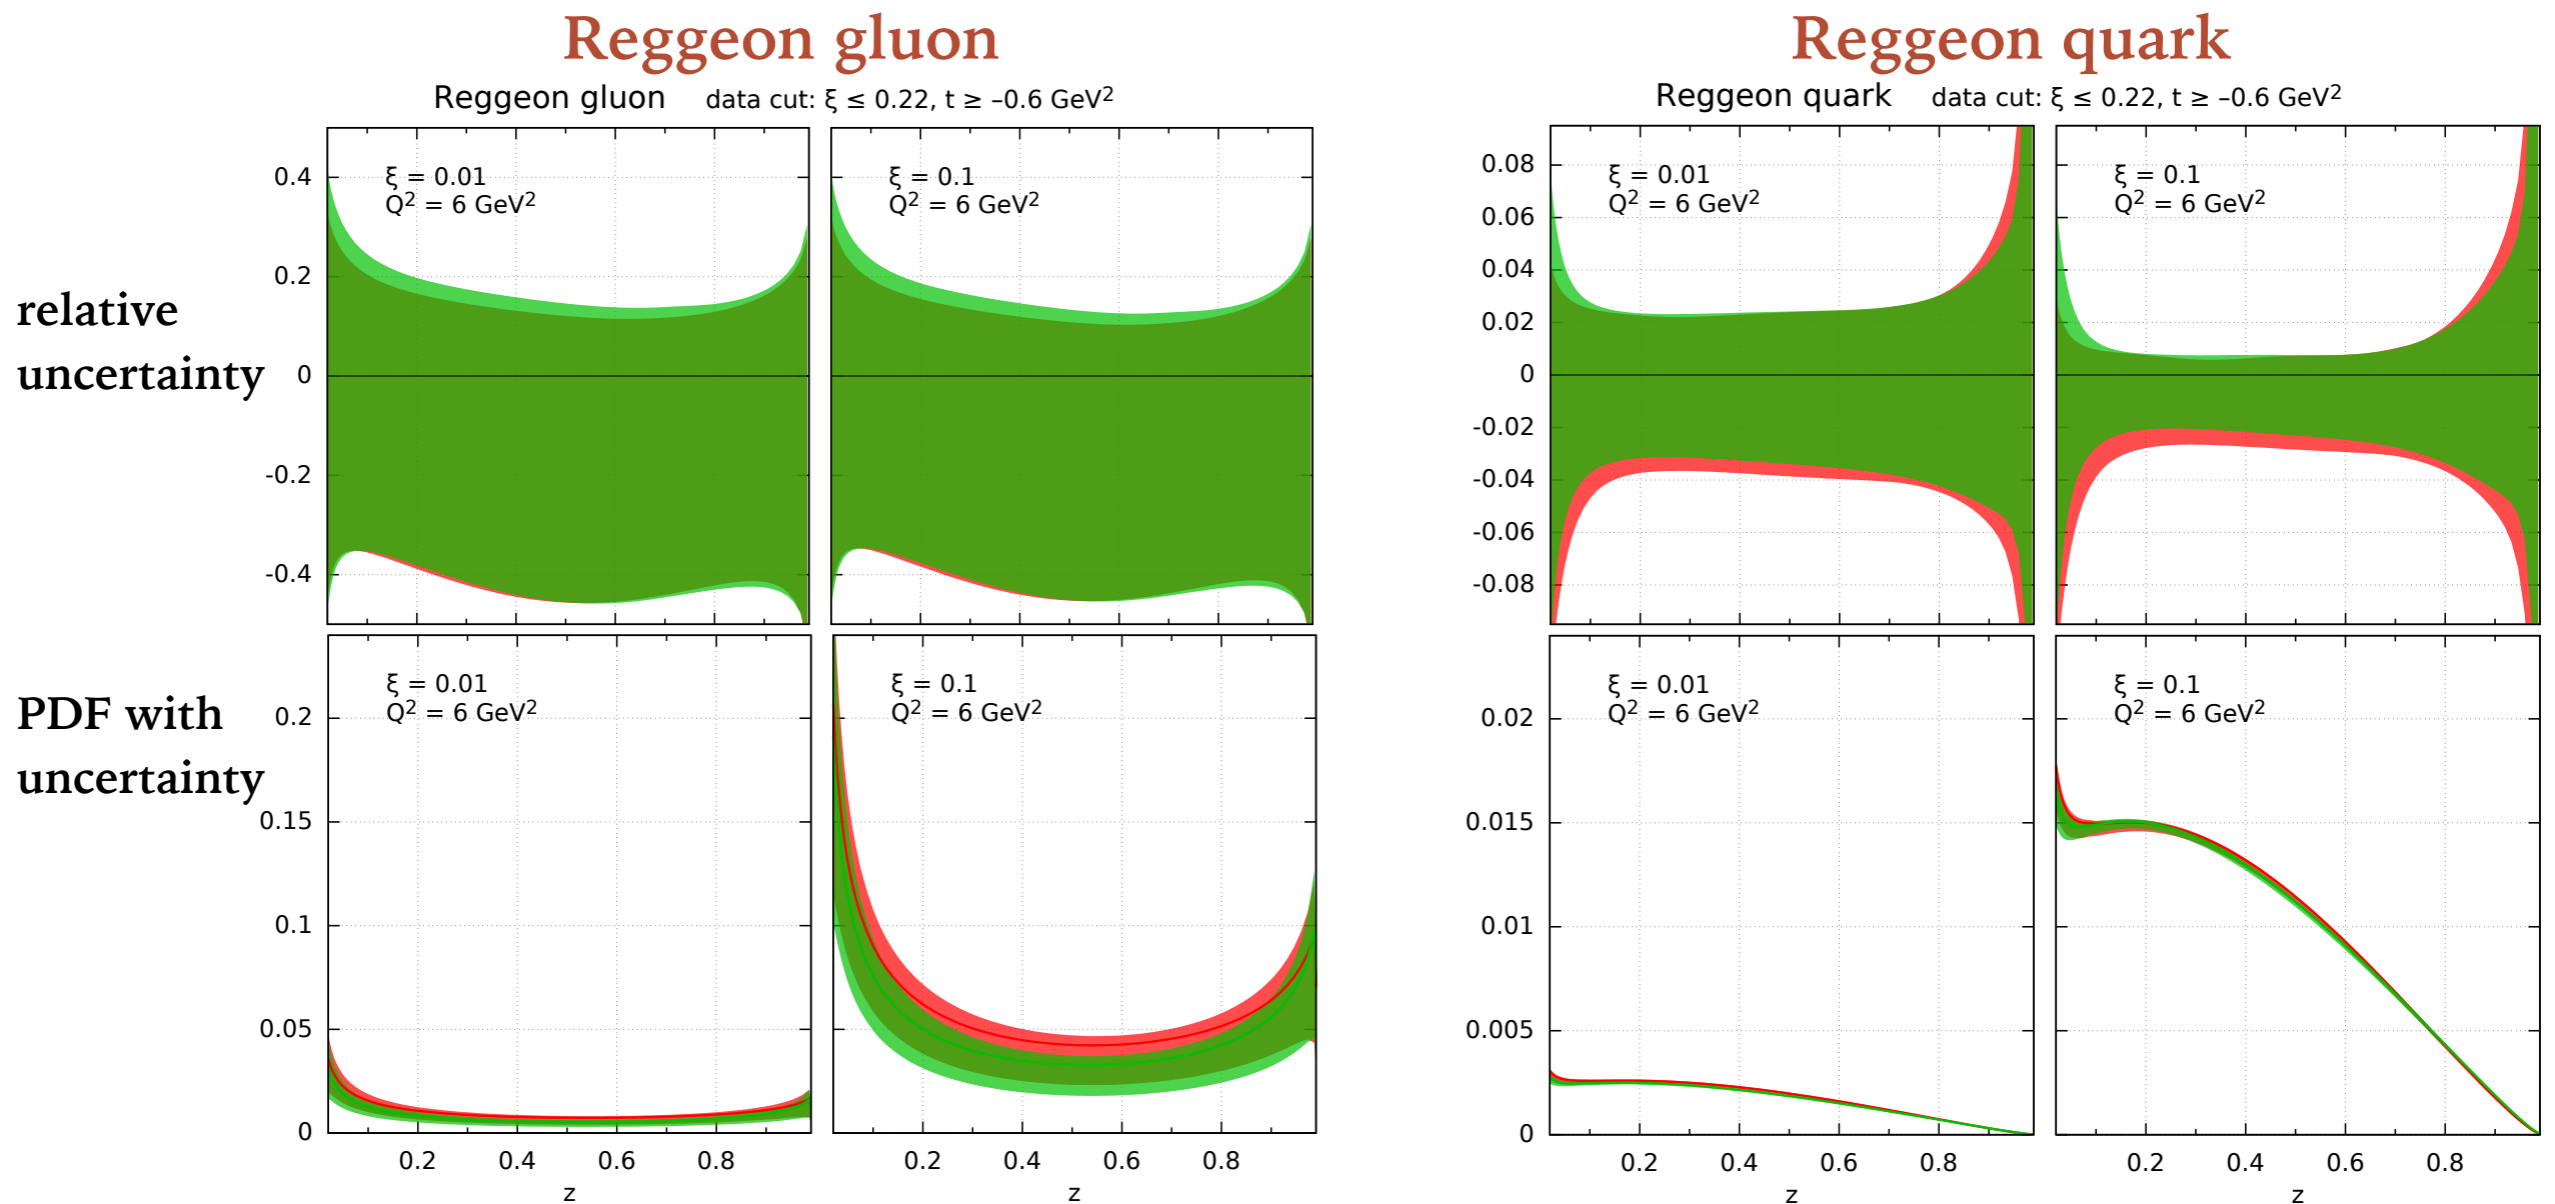 Reggeon gluon
Reggeon quark
Reggeon gluon data cut: ξ ≤ 0.22, t ≥ –0.6 GeV²
Reggeon quark data cut: ξ ≤ 0.22, t ≥ –0.6 GeV²
relative
uncertainty
0.4
0.2
0
-0.2
-0.4
ξ = 0.01
Q² = 6 GeV²
ξ = 0.1
Q² = 6 GeV²
0.08
0.06
0.04
0.02
0
-0.02
-0.04
-0.06
-0.08
ξ = 0.01
Q² = 6 GeV²
ξ = 0.1
Q² = 6 GeV²
PDF with
uncertainty
0.2
0.15
0.1
0.05
0
ξ = 0.01
Q² = 6 GeV²
ξ = 0.1
Q² = 6 GeV²
0.2 0.4 0.6 0.8
z
0.2 0.4 0.6 0.8
z
0.02
0.015
0.01
0.005
0
ξ = 0.01
Q² = 6 GeV²
ξ = 0.1
Q² = 6 GeV²
0.2 0.4 0.6 0.8
z
0.2 0.4 0.6 0.8
z